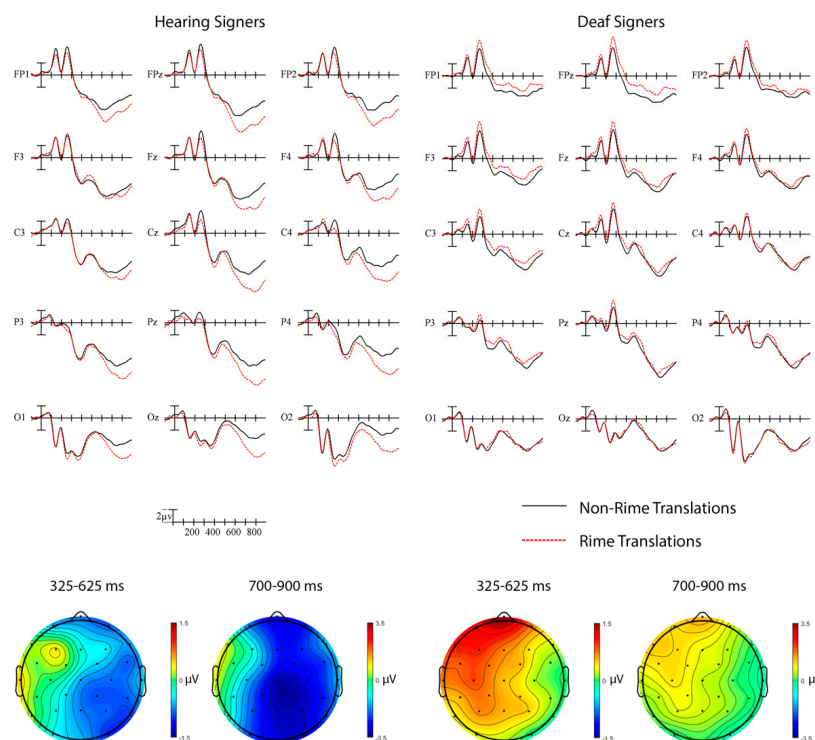 Hearing Signers Deaf Signers
FP1 FPz FP2 FP1 FPz FP2
F3 Fz F4 F3 Fz F4
C3 Cz C4 C3 Cz C4
P3 Pz P4 P3 Pz P4
O1 Oz O2 O1 Oz O2
2μv
200 400 600 800
Non-Rime Translations
Rime Translations
325-625 ms 700-900 ms 325-625 ms 700-900 ms
1.5 3.5 1.5 3.5
μV μV μV μ
-1.5 -3.5 -1.5 -3.5